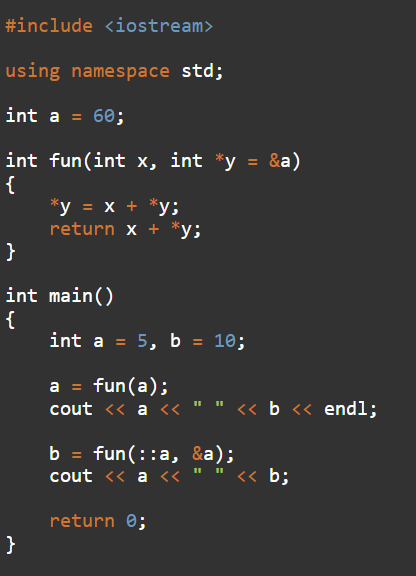 #include <iostream>
using namespace std;
int a = 60;
int fun(int x, int *y = &a)
{
    *y = x + *y;
    return x + *y;
}
int main()
{
    int a = 5, b = 10;
    a = fun(a);
    cout << a << " " << b << endl;
    b = fun(::a, &a);
    cout << a << " " << b;
    return 0;
}